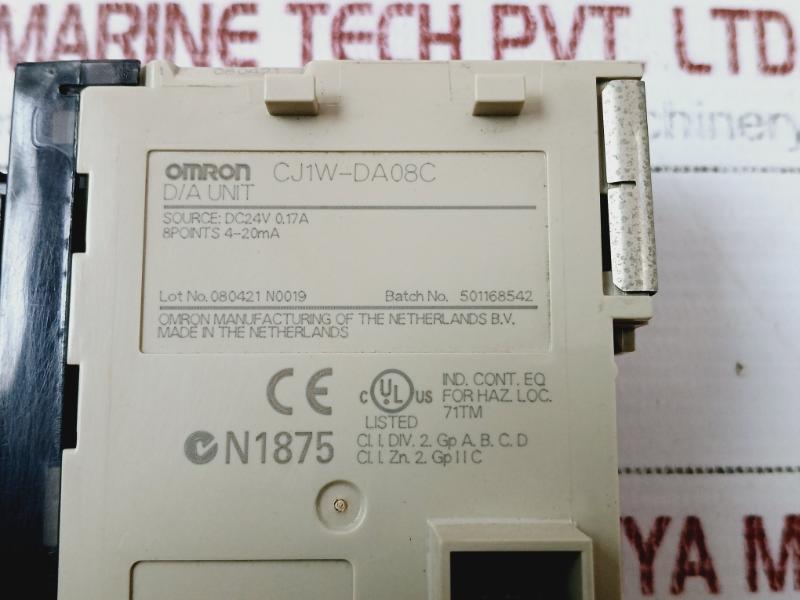 MARINE TECH PVT. LTD
080421
OMRON CJ1W-DA08C
D/A UNIT
SOURCE: DC24V 0.17A
8POINTS 4-20mA
Lot No. 080421 N0019 Batch No. 501168542
OMRON MANUFACTURING OF THE NETHERLANDS B.V.
MADE IN THE NETHERLANDS
CE
C UL US
LISTED
IND. CONT. EQ
FOR HAZ. LOC.
71TM
N1875
Cl. I, DIV. 2. Gp A, B, C, D
Cl. I, Zn. 2. Gp II C
YA M